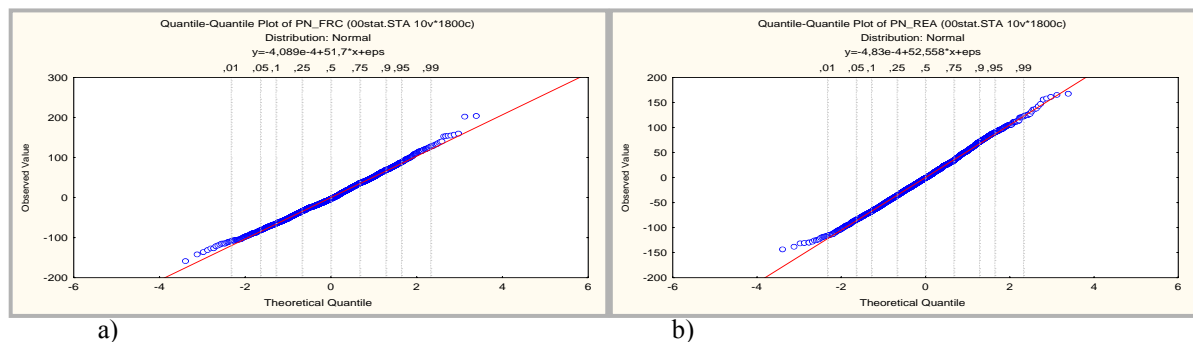 Quantile-Quantile Plot of PN_FRC (00stat.STA 10v*1800c)
Distribution: Normal
y=-4,089e-4+51,7*x+eps
,01 ,05 ,1 ,25 ,5 ,75 ,9 ,95 ,99
300
200
100
0
-100
-200
Observed Value
-6 -4 -2 0 2 4 6
Theoretical Quantile
a)
Quantile-Quantile Plot of PN_REA (00stat.STA 10v*1800c)
Distribution: Normal
y=-4,83e-4+52,558*x+eps
,01 ,05 ,1 ,25 ,5 ,75 ,9 ,95 ,99
200
150
100
50
0
-50
-100
-150
-200
Observed Value
-6 -4 -2 0 2 4 6
Theoretical Quantile
b)